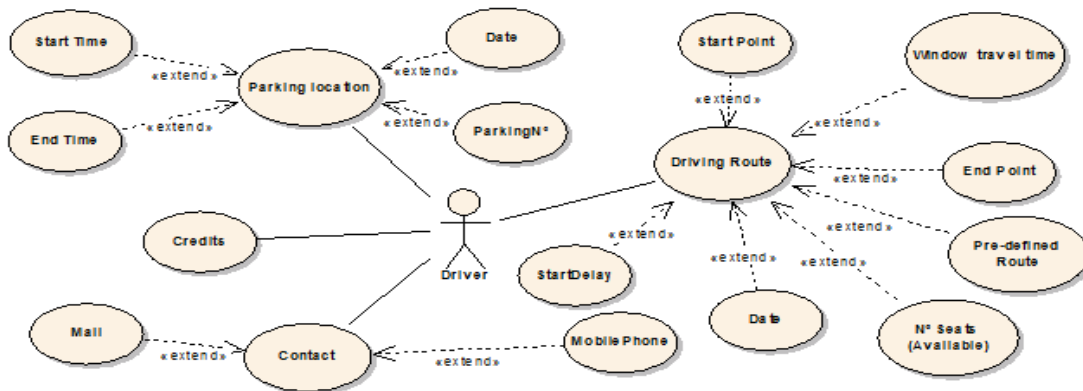 Start Time
Date
Start Point
Window travel time
«extend»
«extend»
Parking location
«extend»
«extend»
«extend»
«extend»
End Time
ParkingNº
Driving Route
«extend»
End Point
«extend»
Credits
Driver
«extend»
StartDelay
«extend»
«extend»
«extend»
Pre-defined
Route
Mail
«extend»
Contact
«extend»
MobilePhone
Date
Nº Seats
(Available)